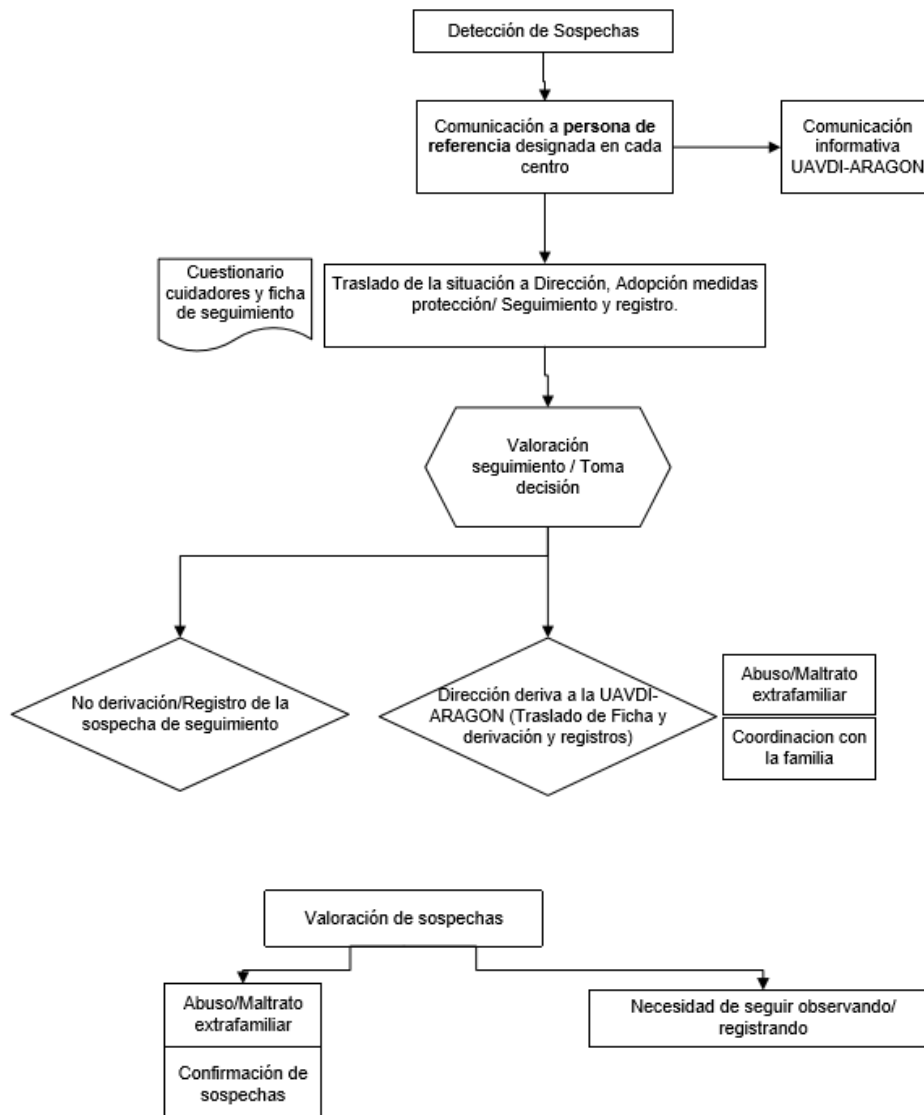 Detección de Sospechas
Comunicación a persona de
referencia designada en cada
centro
Comunicación
informativa
UAVDI-ARAGON
Cuestionario
cuidadores y ficha
de seguimiento
Traslado de la situación a Dirección, Adopción medidas
protección/ Seguimiento y registro.
Valoración
seguimiento / Toma
decisión
No derivación/Registro de la
sospecha de seguimiento
Dirección deriva a la UAVDI-
ARAGON (Traslado de Ficha y
derivación y registros)
Abuso/Maltrato
extrafamiliar
Coordinacion con
la familia
Valoración de sospechas
Abuso/Maltrato
extrafamiliar
Confirmación de
sospechas
Necesidad de seguir observando/
registrando